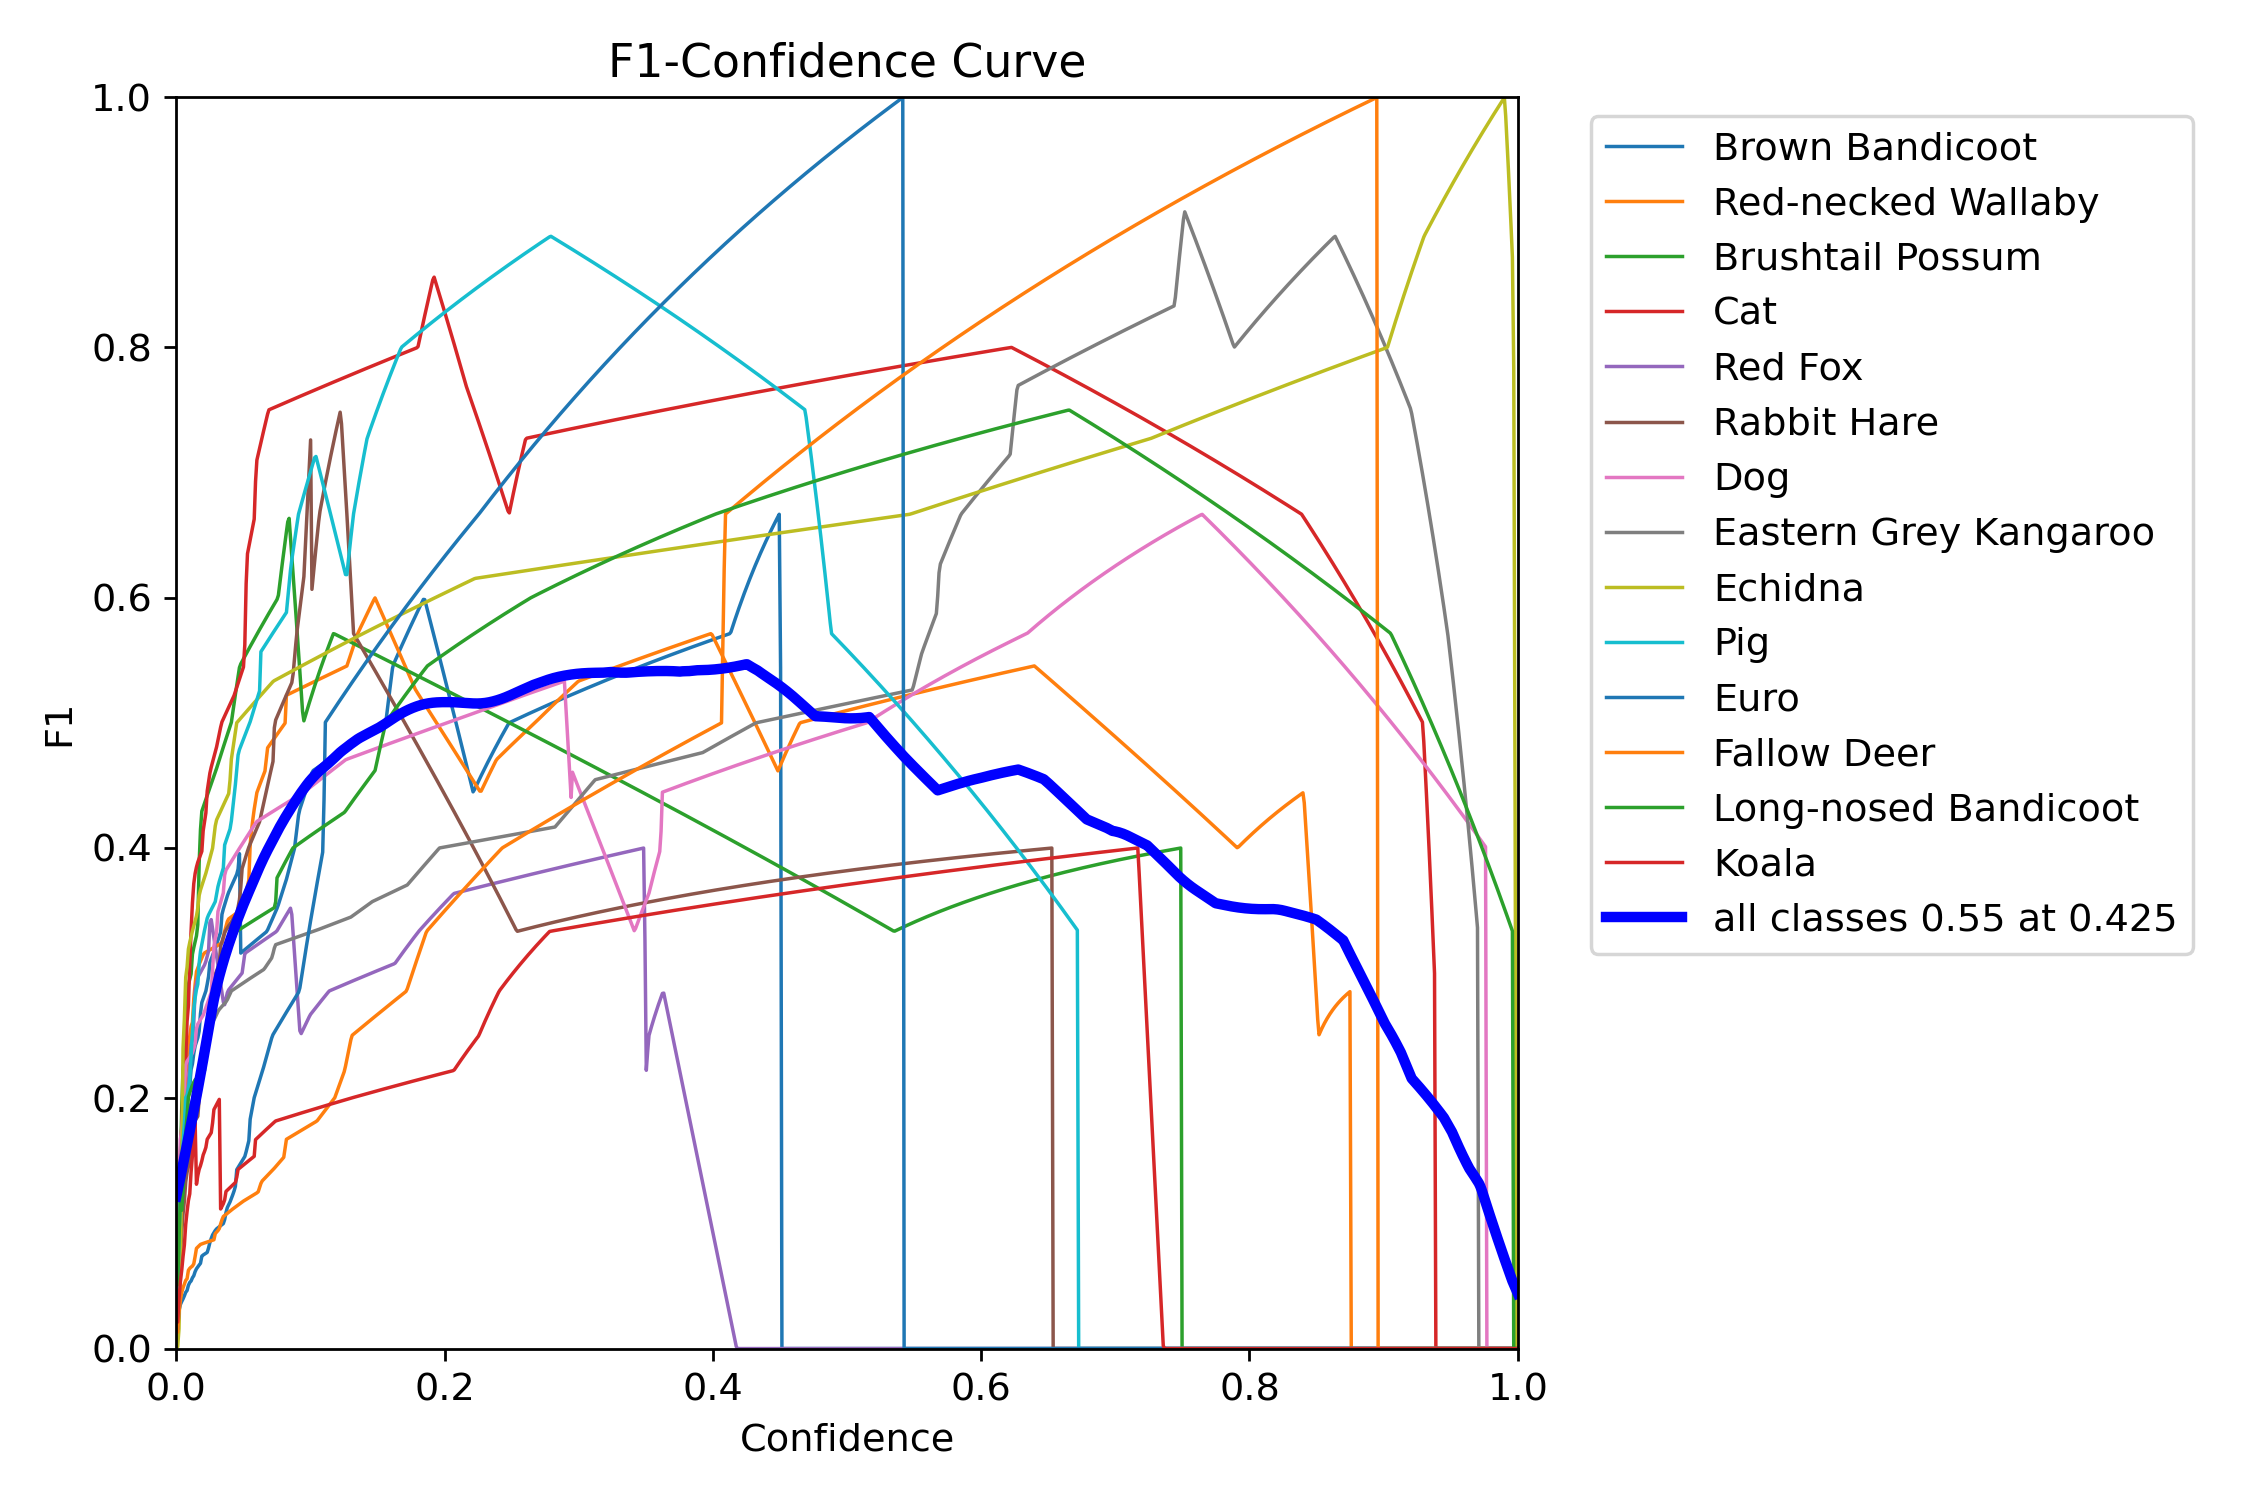 F1-Confidence Curve
1.0
0.8
0.6
0.4
0.2
0.0
F1
0.0 0.2 0.4 0.6 0.8 1.0
Confidence
Brown Bandicoot
Red-necked Wallaby
Brushtail Possum
Cat
Red Fox
Rabbit Hare
Dog
Eastern Grey Kangaroo
Echidna
Pig
Euro
Fallow Deer
Long-nosed Bandicoot
Koala
all classes 0.55 at 0.425